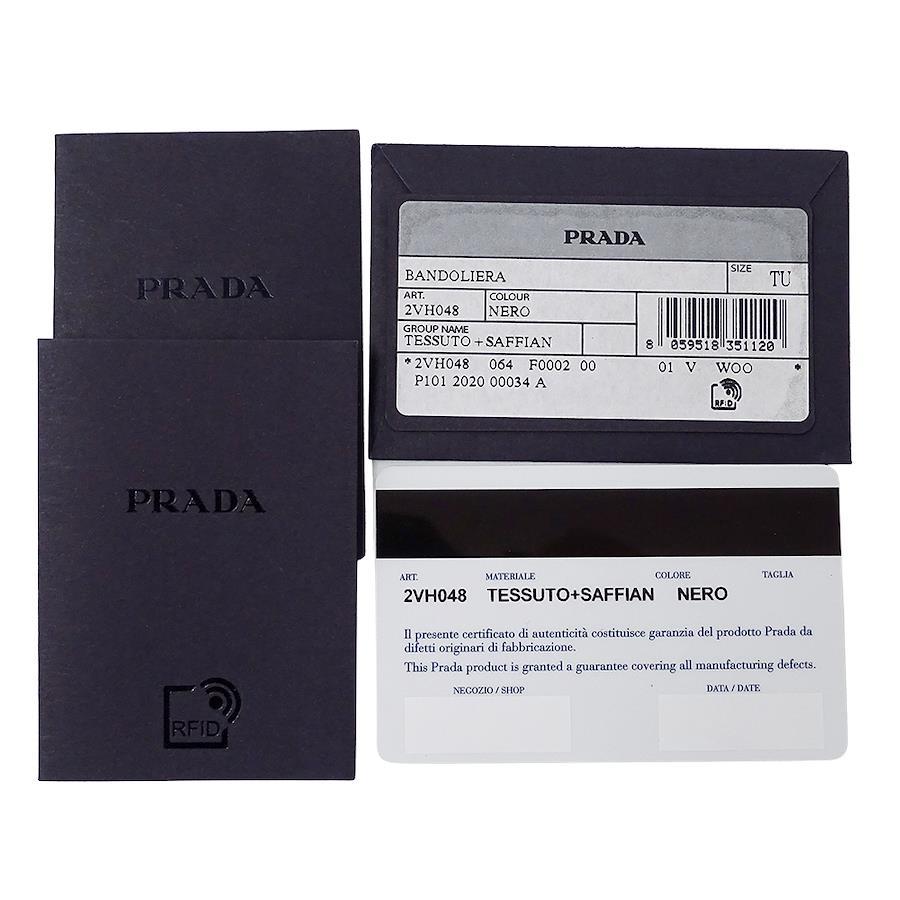 PRADA
PRADA
RFiD
PRADA
BANDOLIERA
SIZE
TU
ART.
2VH048
COLOUR
NERO
GROUP NAME
TESSUTO+SAFFIAN
8 059518 351120
*2VH048 064 F0002 00 01 V WOO *
P101 2020 00034 A
RFiD
ART. MATERIALE COLORE TAGLIA
2VH048 TESSUTO+SAFFIAN NERO
Il presente certificato di autenticità costituisce garanzia del prodotto Prada da
difetti originari di fabbricazione.
This Prada product is granted a guarantee covering all manufacturing defects.
NEGOZIO / SHOP DATA / DATE